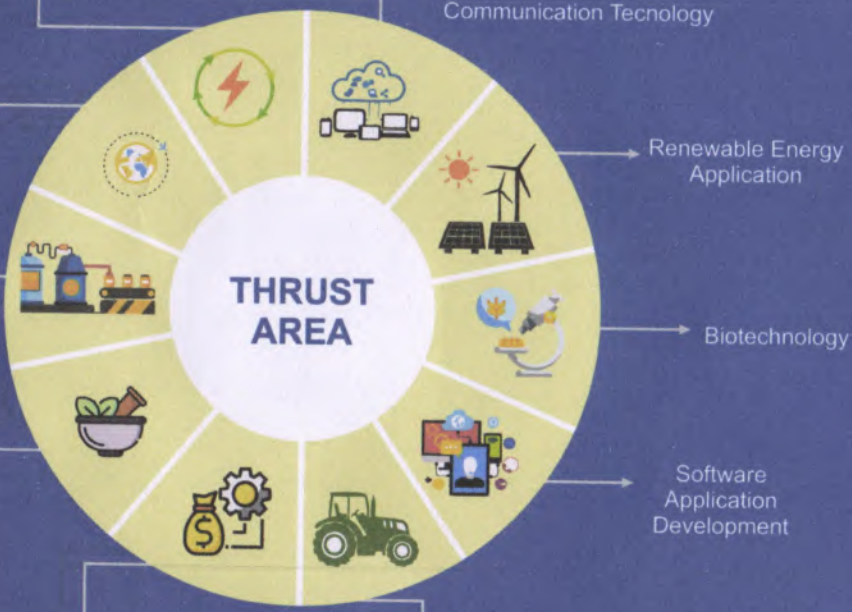 Communication Tecnology
Renewable Energy
Application
THRUST
AREA
Biotechnology
Software
Application
Development